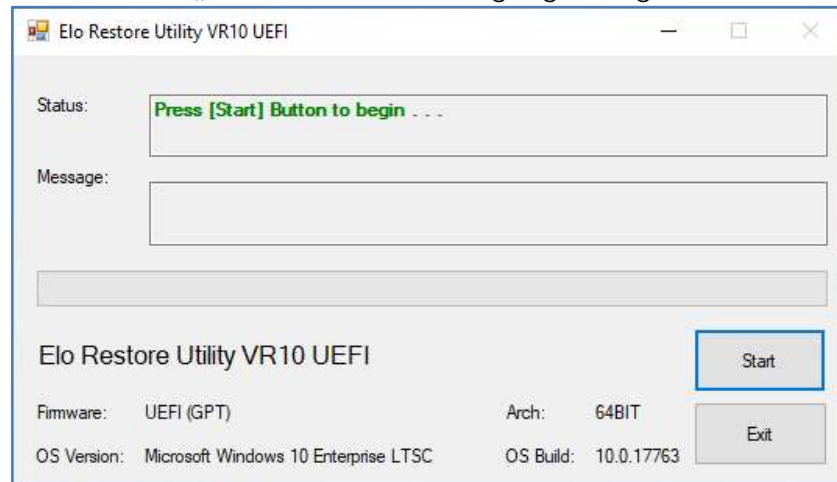 Elo Restore Utility VR10 UEFI
Status:
Press [Start] Button to begin . . .
Message:
Elo Restore Utility VR10 UEFI
Start
Firmware: UEFI (GPT) Arch: 64BIT
Exit
OS Version: Microsoft Windows 10 Enterprise LTSC OS Build: 10.0.17763